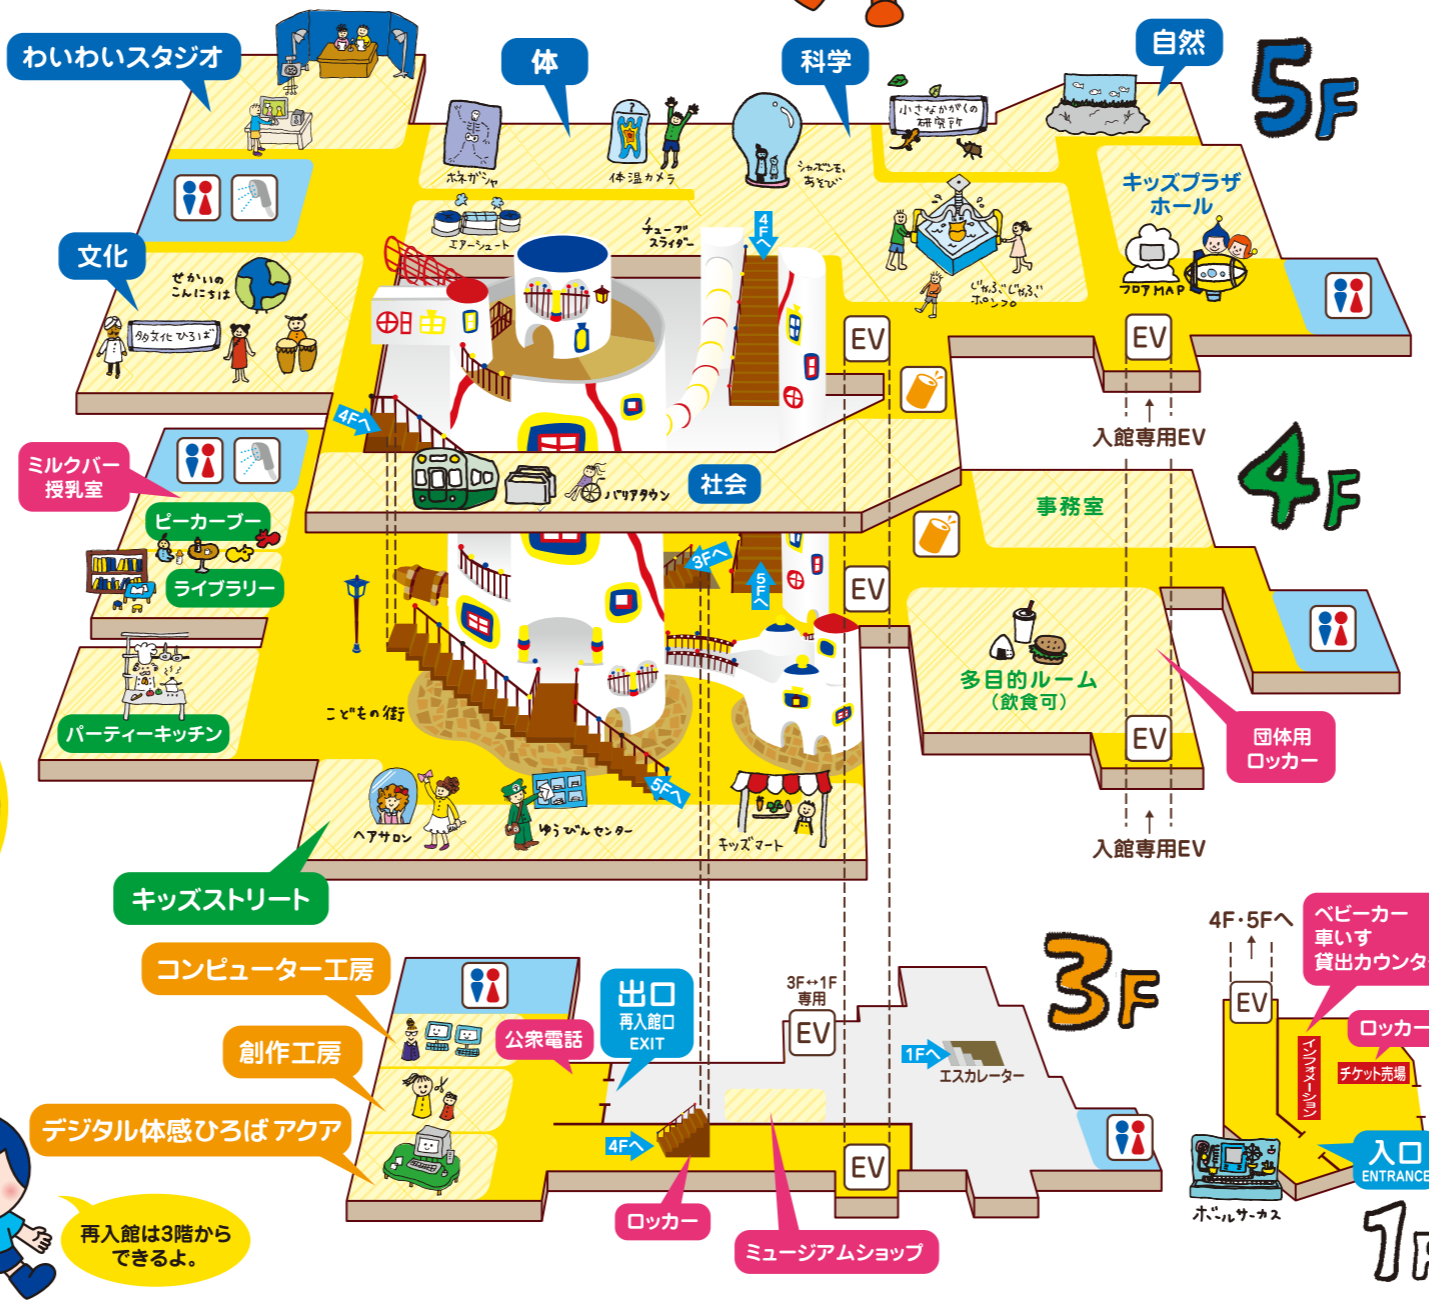 わいわいスタジオ
体
科学
自然
5F
ホネガシャ
体温カメラ
シャボン玉
あそび
小さなかがくの
研究所
キッズプラザ
ホール
エアーシュート
チューブ
スライダー
4Fへ
じゃぶじゃぶ
ポンプ
フロアMAP
文化
せかいの
こんにちは
多文化ひろば
EV
EV
入館専用EV
4Fへ
バリアタウン
社会
4F
ミルクバー
授乳室
ピーカーブー
ライブラリー
パーティーキッチン
3Fへ
5Fへ
EV
事務室
多目的ルーム
(飲食可)
EV
団体用
ロッカー
入館専用EV
こどもの街
5Fへ
ヘアサロン
ゆうびんセンター
キッズマート
キッズストリート
3F
コンピューター工房
創作工房
デジタル体感ひろば アクア
公衆電話
出口
再入館口
EXIT
3F↔1F
専用
EV
1Fへ
エスカレーター
4Fへ
ロッカー
EV
ミュージアムショップ
再入館は3階から
できるよ。
4F・5Fへ
EV
ベビーカー
車いす
貸出カウンタ
ロッカー
インフォメーション
チケット売場
入口
ENTRANCE
ボールサーカス
1F